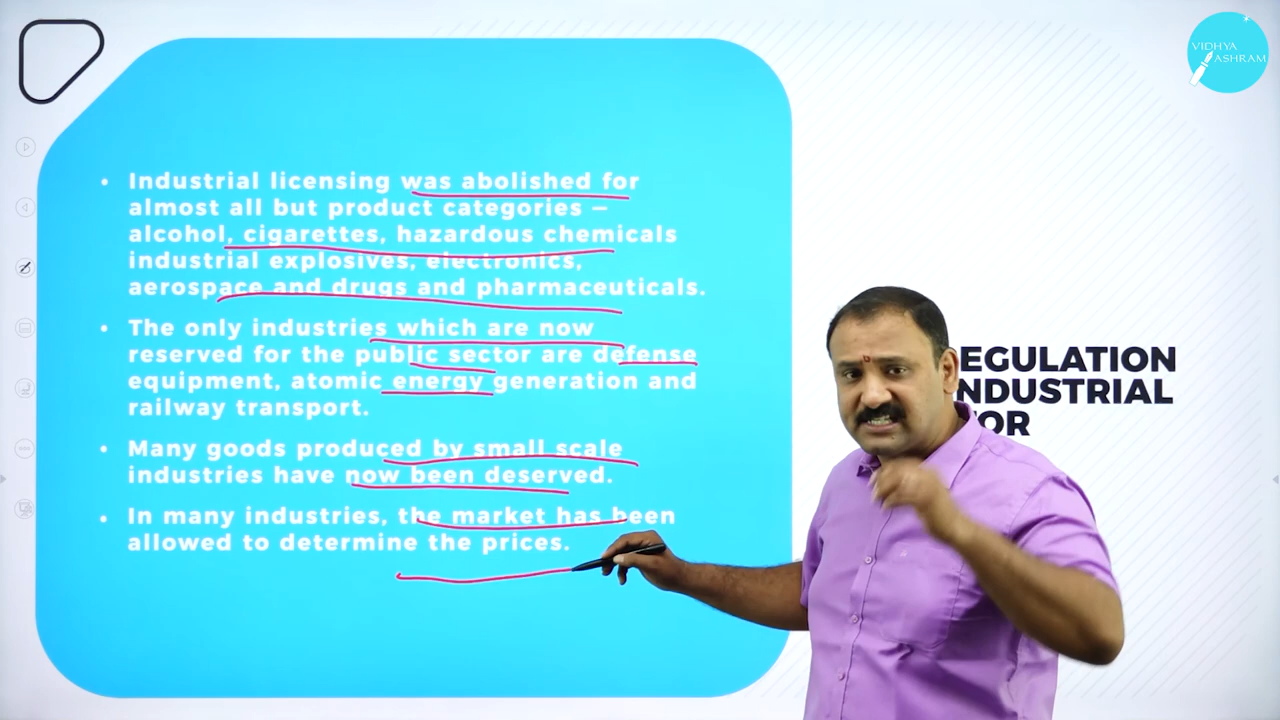 VIDHYA
ASHRAM
• Industrial licensing was abolished for
almost all but product categories —
alcohol, cigarettes, hazardous chemicals
industrial explosives, electronics,
aerospace and drugs and pharmaceuticals.
• The only industries which are now
reserved for the public sector are defense
equipment, atomic energy generation and
railway transport.
• Many goods produced by small scale
industries have now been deserved.
• In many industries, the market has been
allowed to determine the prices.
EGULATION
NDUSTRIAL
OR